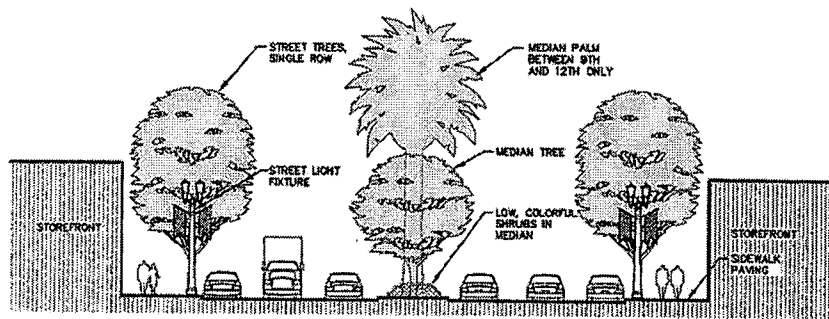 STREET TREES,
SINGLE ROW
MEDIAN PALM
BETWEEN 9TH
AND 12TH ONLY
MEDIAN TREE
STREET LIGHT
FIXTURE
LOW, COLORFUL
SHRUBS IN
MEDIAN
STOREFRONT
STOREFRONT
SIDEWALK
PAVING